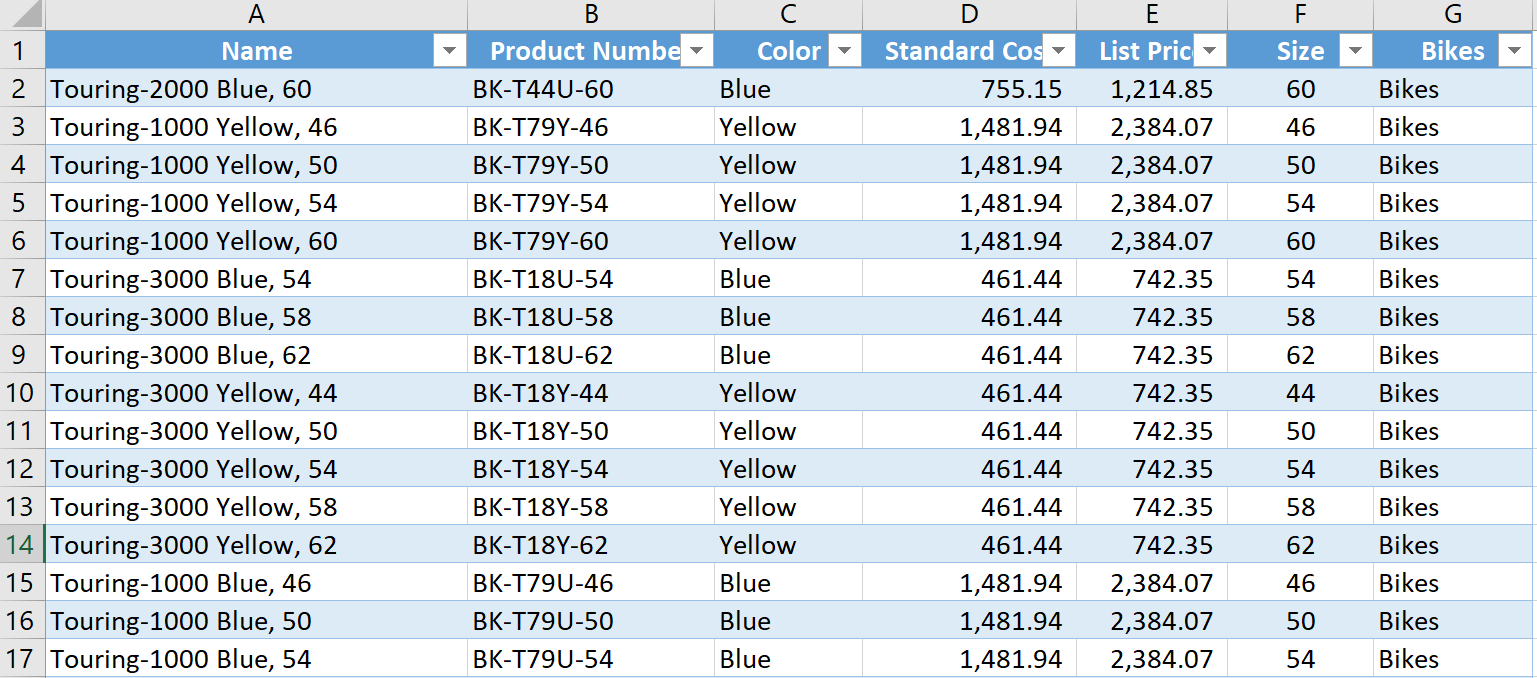 A B C D E F G
1 Name Product Numbe Standard Cos List Pric Color Size Bikes
2 Touring-2000 Blue, 60 BK-T44U-60 Blue 755.15 1,214.85 60 Bikes
3 Touring-1000 Yellow, 46 BK-T79Y-46 Yellow 1,481.94 2,384.07 46 Bikes
4 Touring-1000 Yellow, 50 BK-T79Y-50 Yellow 1,481.94 2,384.07 50 Bikes
5 Touring-1000 Yellow, 54 BK-T79Y-54 Yellow 1,481.94 2,384.07 54 Bikes
6 Touring-1000 Yellow, 60 BK-T79Y-60 Yellow 1,481.94 2,384.07 60 Bikes
7 Touring-3000 Blue, 54 BK-T18U-54 Blue 461.44 742.35 54 Bikes
8 Touring-3000 Blue, 58 BK-T18U-58 Blue 461.44 742.35 58 Bikes
9 Touring-3000 Blue, 62 BK-T18U-62 Blue 461.44 742.35 62 Bikes
10 Touring-3000 Yellow, 44 BK-T18Y-44 Yellow 461.44 742.35 44 Bikes
11 Touring-3000 Yellow, 50 BK-T18Y-50 Yellow 461.44 742.35 50 Bikes
12 Touring-3000 Yellow, 54 BK-T18Y-54 Yellow 461.44 742.35 54 Bikes
13 Touring-3000 Yellow, 58 BK-T18Y-58 Yellow 461.44 742.35 58 Bikes
14 Touring-3000 Yellow, 62 BK-T18Y-62 Yellow 461.44 742.35 62 Bikes
15 Touring-1000 Blue, 46 BK-T79U-46 Blue 1,481.94 2,384.07 46 Bikes
16 Touring-1000 Blue, 50 BK-T79U-50 Blue 1,481.94 2,384.07 50 Bikes
17 Touring-1000 Blue, 54 BK-T79U-54 Blue 1,481.94 2,384.07 54 Bikes